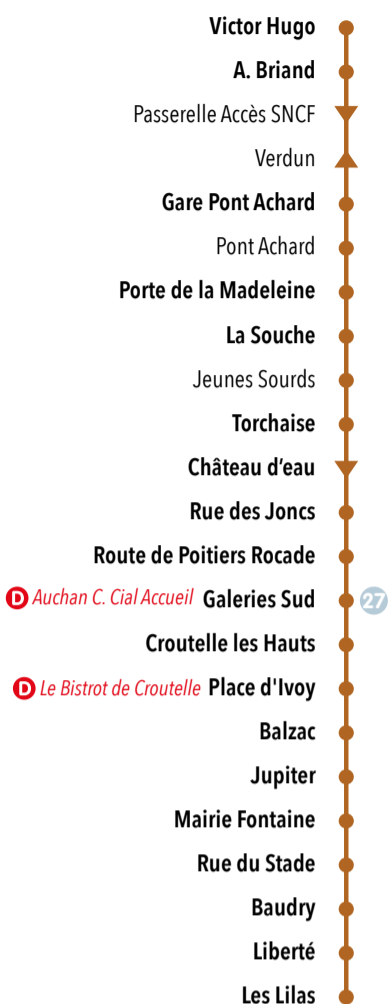 Victor Hugo
A. Briand
Passerelle Accès SNCF
Verdun
Gare Pont Achard
Pont Achard
Porte de la Madeleine
La Souche
Jeunes Sourds
Torchaise
Château d'eau
Rue des Joncs
Route de Poitiers Rocade
D Auchan C. Cial Accueil Galeries Sud 27
Croutelle les Hauts
D Le Bistrot de Croutelle Place d'Ivoy
Balzac
Jupiter
Mairie Fontaine
Rue du Stade
Baudry
Liberté
Les Lilas